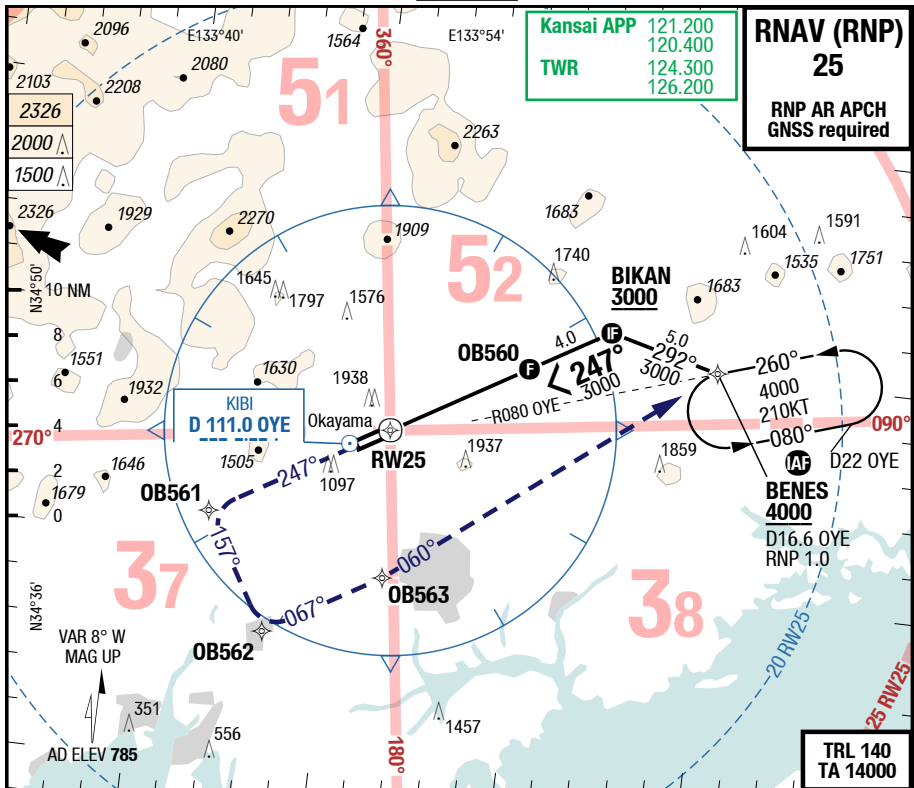 2096
E133°40'
1564
360°
E133°54'
Kansai APP 121.200
120.400
TWR 124.300
126.200
RNAV (RNP)
25
RNP AR APCH
GNSS required
2103
2208
2080
51
2263
2326
2000
1500
2326
1929
2270
1909
1683
1604
1591
52
1740
BIKAN
3000
1535
1751
N34°50'
10 NM
1645
1797
1576
1683
8
1551
6
1932
1630
1938
OB560
F
4.0
IF
5.0
292°
3000
< 247°
3000
260°
4000
210KT
080°
KIBI
D 111.0 OYE
Okayama
R080 OYE
4
270°
090°
RW25
1505
1097
1937
1859
IAF
D22 OYE
2
1646
247°
1679
OB561
0
BENES
4000
D16.6 OYE
RNP 1.0
157°
060°
37
067°
OB563
38
N34°36'
OB562
VAR 8° W
MAG UP
20 RW25
25 RW25
351
556
1457
180°
AD ELEV 785
TRL 140
TA 14000